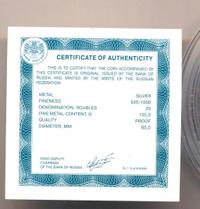 CERTIFICATE OF AUTHENTICITY
THIS IS TO CERTIFY THAT THE COIN ACCOMPANIED BY
THIS CERTIFICATE IS ORIGINAL, ISSUED BY THE BANK OF
RUSSIA AND MINTED BY THE MINTS OF THE RUSSIAN
FEDERATION.
METAL SILVER
FINENESS 925/1000
DENOMINATION, ROUBLES 25
FINE METAL CONTENT, G 155,5
QUALITY PROOF
DIAMETER, MM 60,0
FIRST DEPUTY
CHAIRMAN
OF THE BANK OF RUSSIA